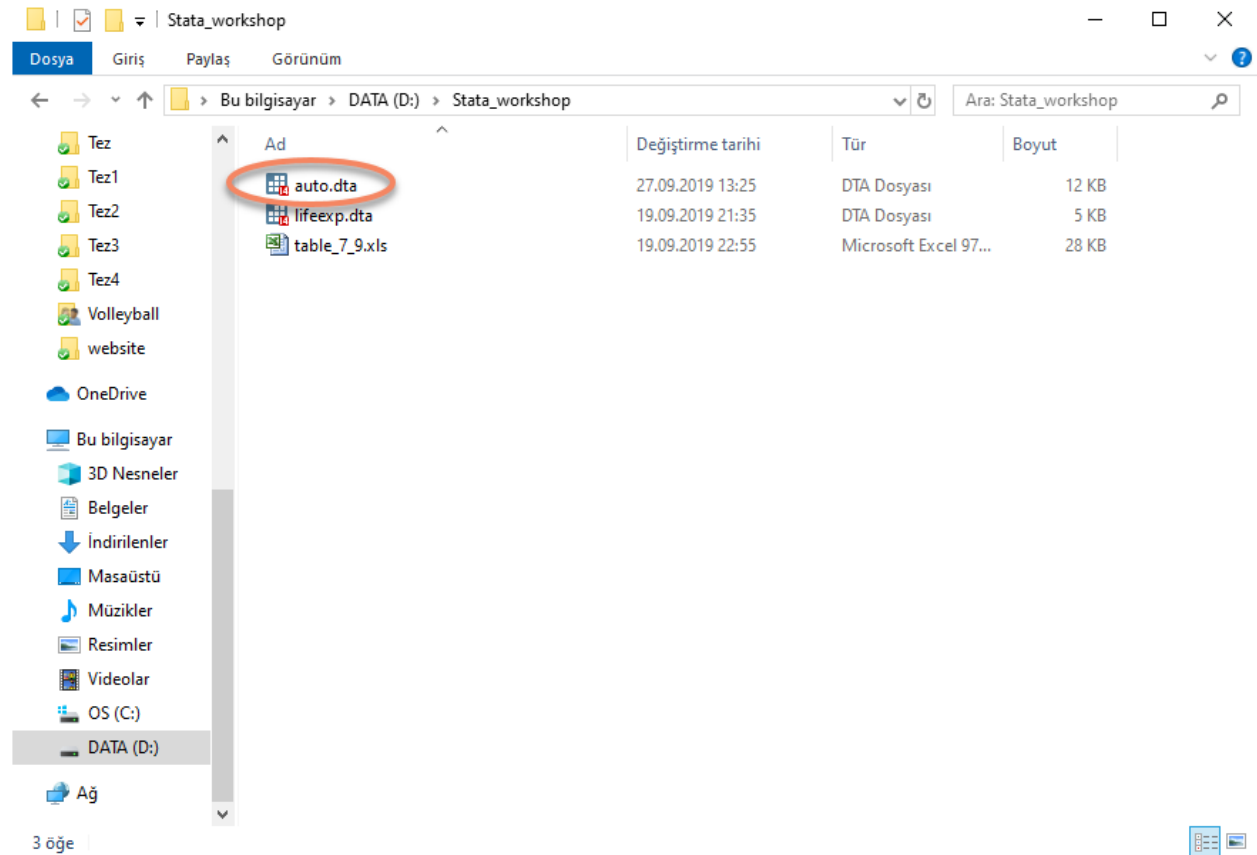 Stata_workshop
Dosya Giriş Paylaş Görünüm
Bu bilgisayar > DATA (D:) > Stata_workshop
Ara: Stata_workshop
Tez
Tez1
Tez2
Tez3
Tez4
Volleyball
website
OneDrive
Bu bilgisayar
3D Nesneler
Belgeler
İndirilenler
Masaüstü
Müzikler
Resimler
Videolar
OS (C:)
DATA (D:)
Ağ
Ad Değiştirme tarihi Tür Boyut
auto.dta 27.09.2019 13:25 DTA Dosyası 12 KB
lifeexp.dta 19.09.2019 21:35 DTA Dosyası 5 KB
table_7_9.xls 19.09.2019 22:55 Microsoft Excel 97... 28 KB
3 öğe